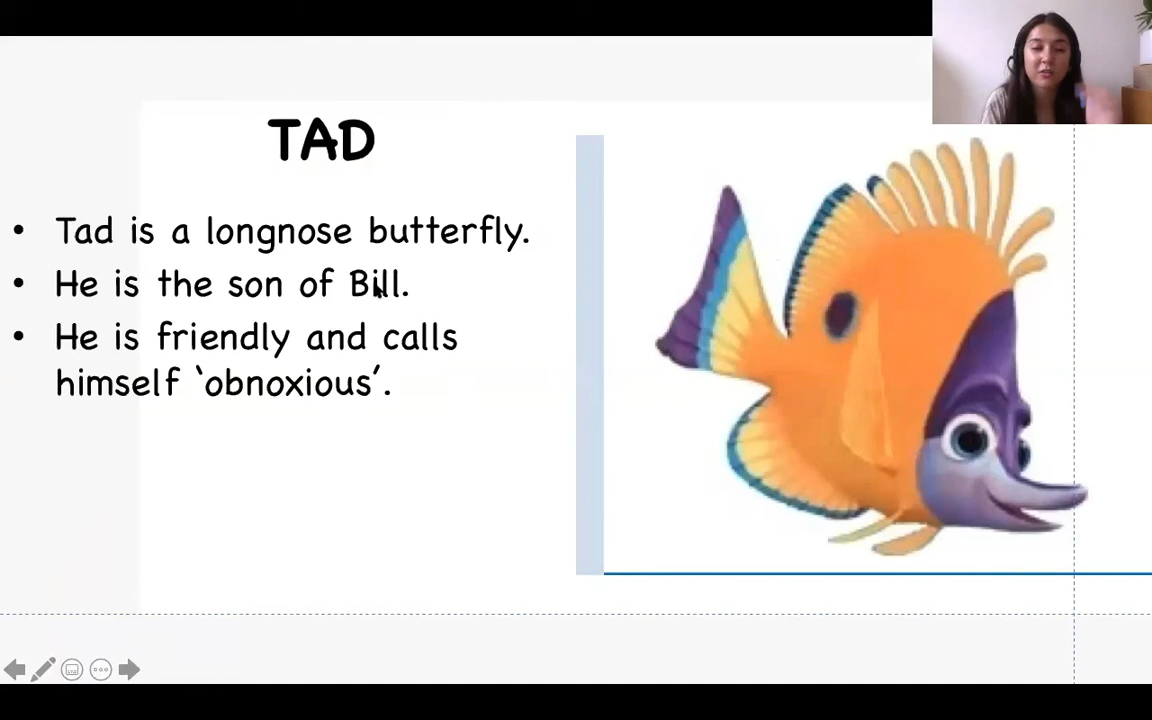 TAD
• Tad is a longnose butterfly.
• He is the son of Bill.
• He is friendly and calls
himself ‘obnoxious’.